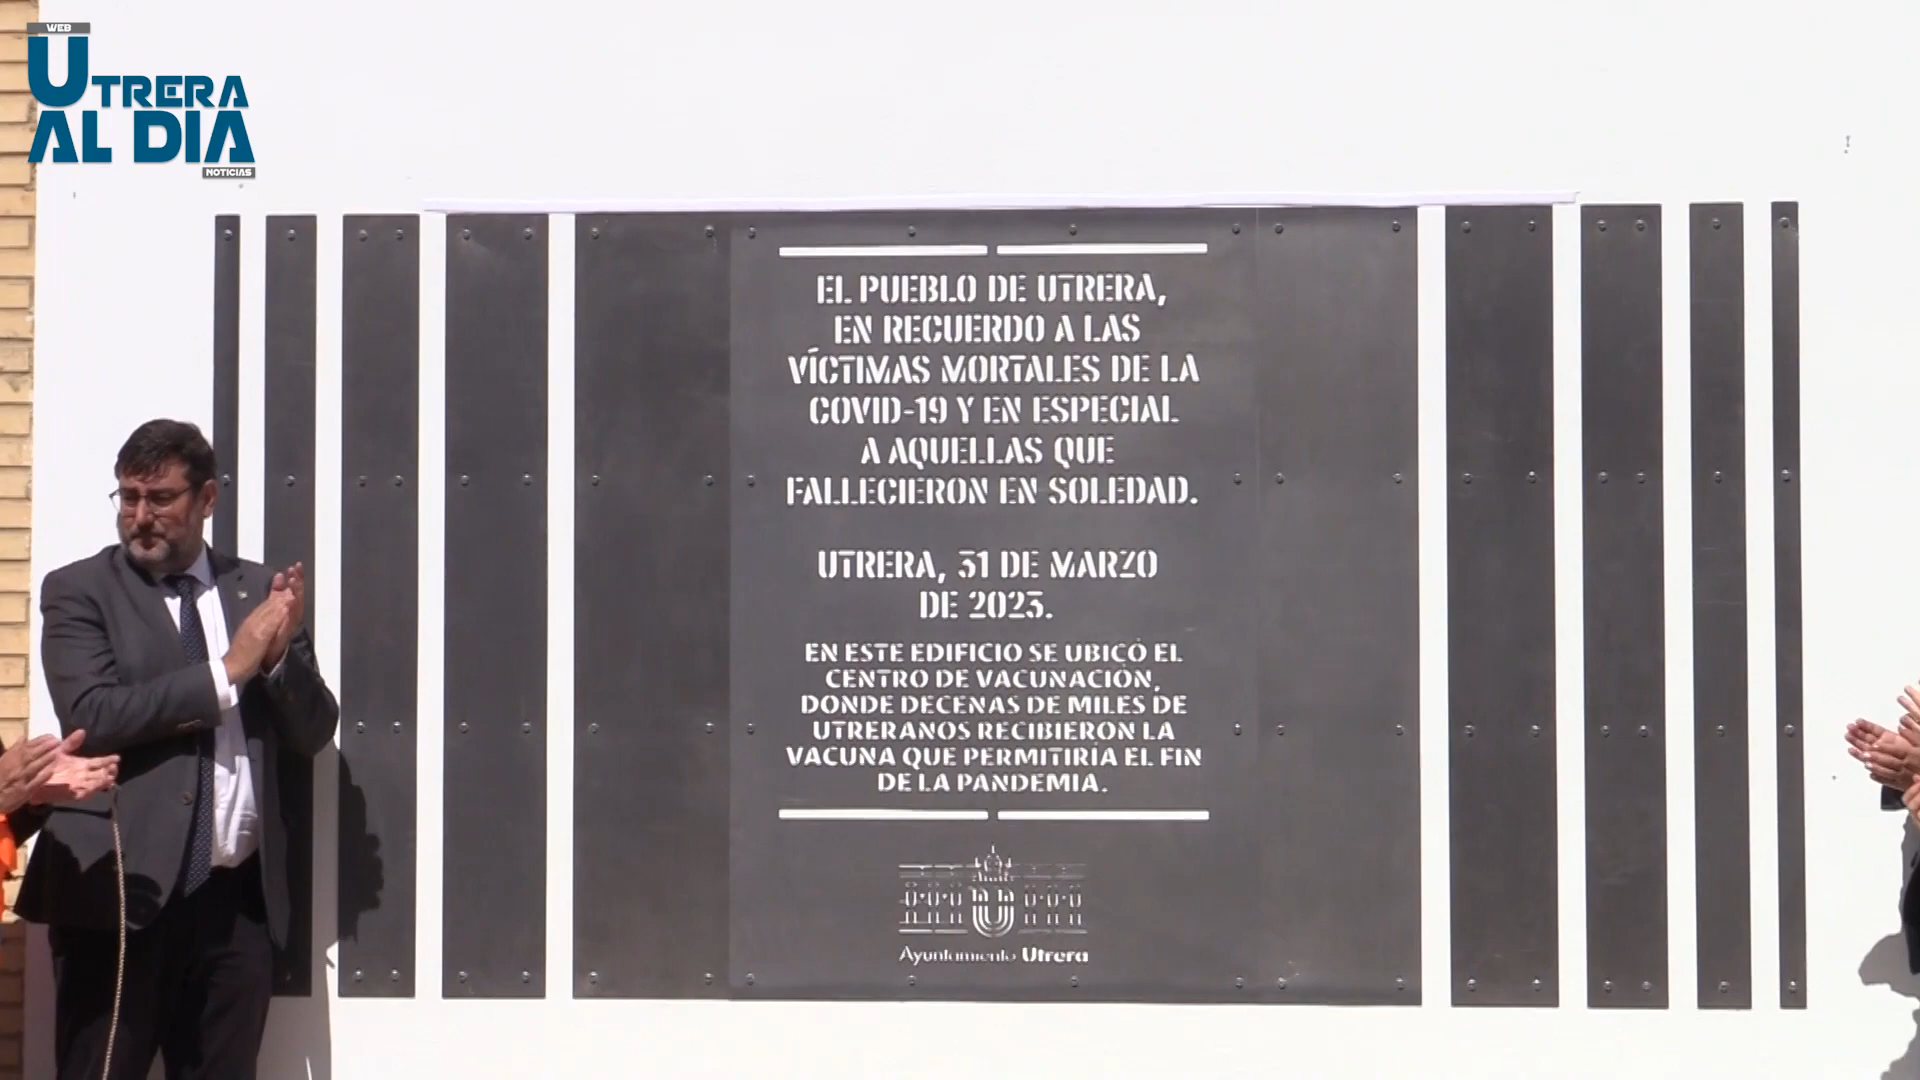 WEB
UTRERA
AL DIA
NOTICIAS
EL PUEBLO DE UTRERA,
EN RECUERDO A LAS
VÍCTIMAS MORTALES DE LA
COVID-19 Y EN ESPECIAL
A AQUELLAS QUE
FALLECIERON EN SOLEDAD.
UTRERA, 31 DE MARZO
DE 2023.
EN ESTE EDIFICIO SE UBICÓ EL
CENTRO DE VACUNACIÓN,
DONDE DECENAS DE MILES DE
UTRERANOS RECIBIERON LA
VACUNA QUE PERMITIRÍA EL FIN
DE LA PANDEMIA.
Ayuntamiento Utrera